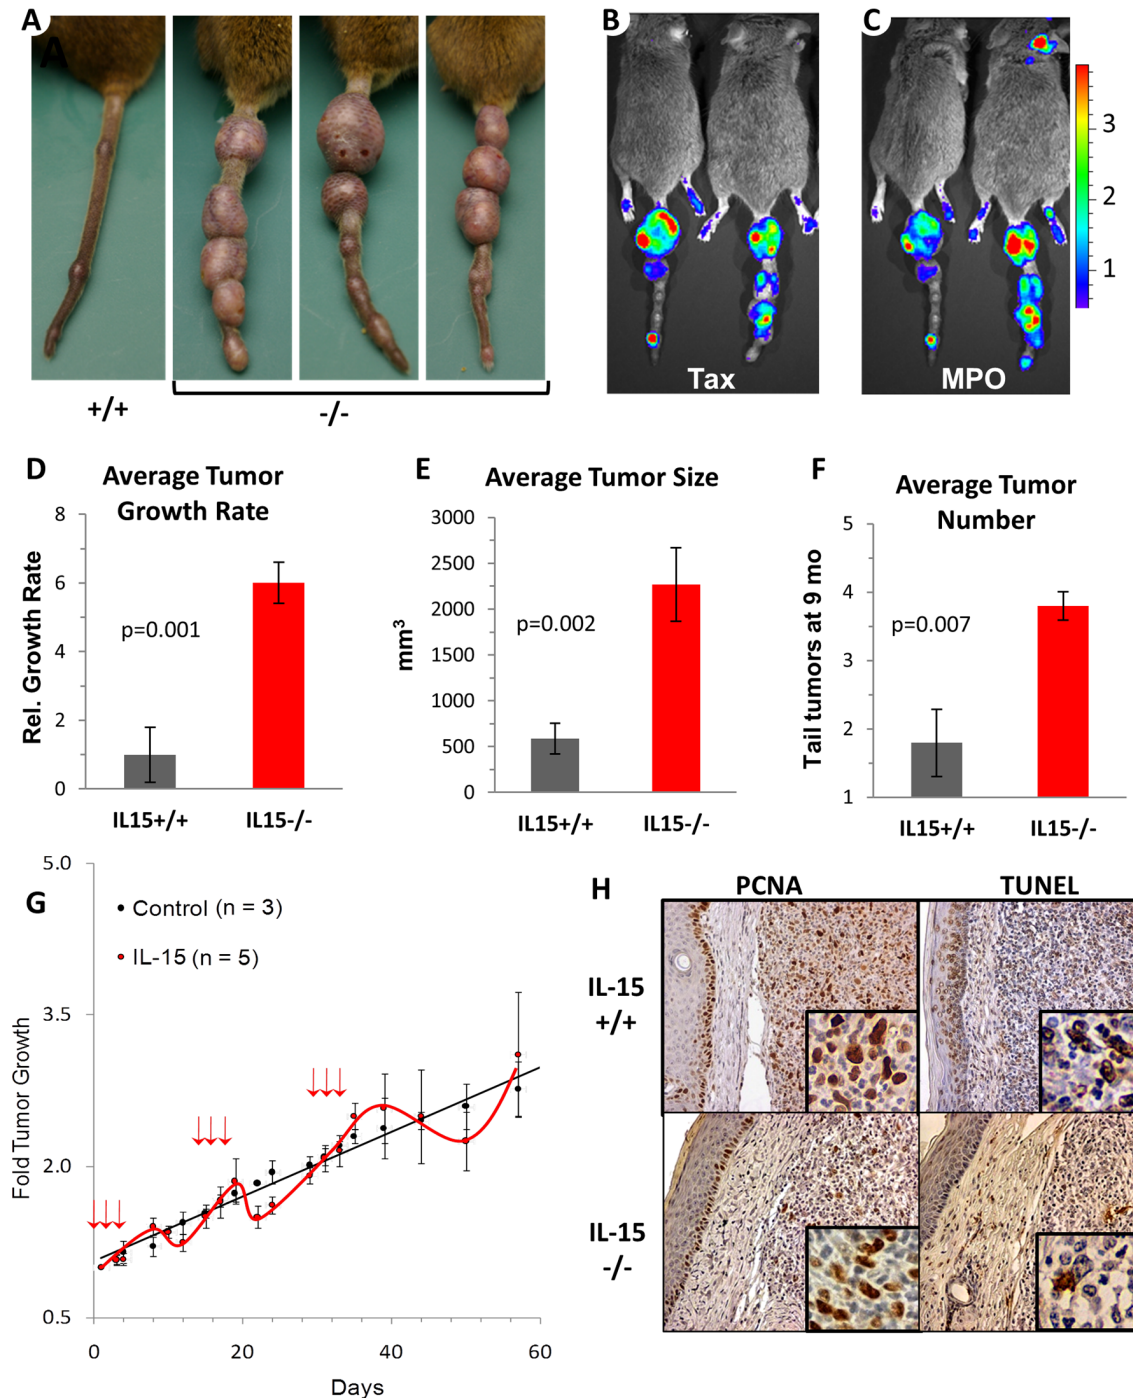 A
A
+/+
-/-
B
Tax
C
MPO
3
2
1
D
Average Tumor
Growth Rate
Rel. Growth Rate
8
6
4
2
0
p=0.001
IL15+/+
IL15-/-
E
Average Tumor Size
mm³
3000
2500
2000
1500
1000
500
0
p=0.002
IL15+/+
IL15-/-
F
Average Tumor
Number
Tail tumors at 9 mo
5
4
3
2
1
p=0.007
IL15+/+
IL15-/-
G
Control (n = 3)
IL-15 (n = 5)
Fold Tumor Growth
5.0
3.5
2.0
0.5
0
20
40
60
Days
H
PCNA
TUNEL
IL-15
+/+
IL-15
-/-